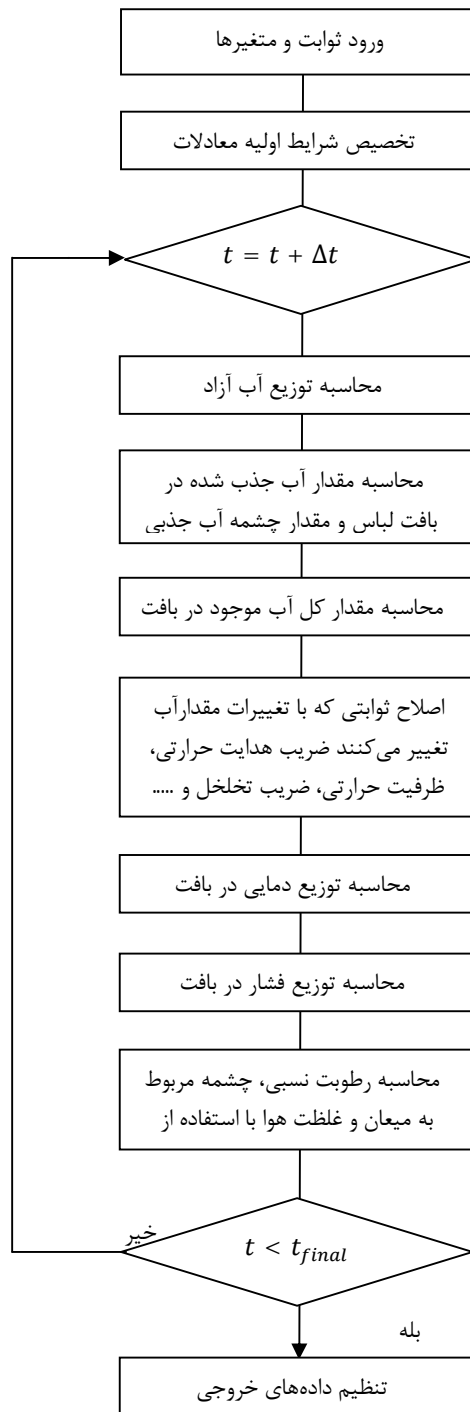 ورود ثوابت و متغیرها
تخصیص شرایط اولیه معادلات
t = t + Δt
محاسبه توزیع آب آزاد
محاسبه مقدار آب جذب شده در
بافت لباس و مقدار چشمه آب جذبی
محاسبه مقدار کل آب موجود در بافت
اصلاح ثوابتی که با تغییرات مقدارآب
تغییر می‌کنند ضریب هدایت حرارتی،
ظرفیت حرارتی، ضریب تخلخل و .....
محاسبه توزیع دمایی در بافت
محاسبه توزیع فشار در بافت
محاسبه رطوبت نسبی، چشمه مربوط
به میعان و غلظت هوا با استفاده از
خیر
t < t_final
بله
تنظیم داده‌های خروجی